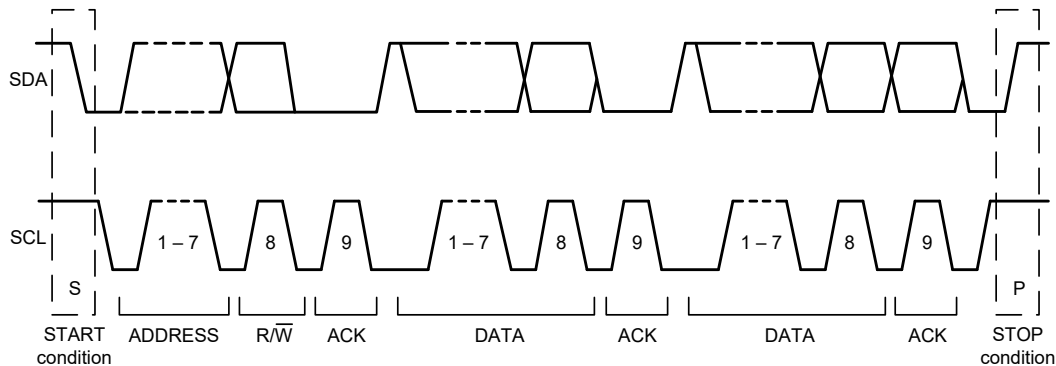 SDA
SCL
1 – 7
8
9
1 – 7
8
9
1 – 7
8
9
S
P
START
condition
ADDRESS
R/W̅
ACK
DATA
ACK
DATA
ACK
STOP
condition